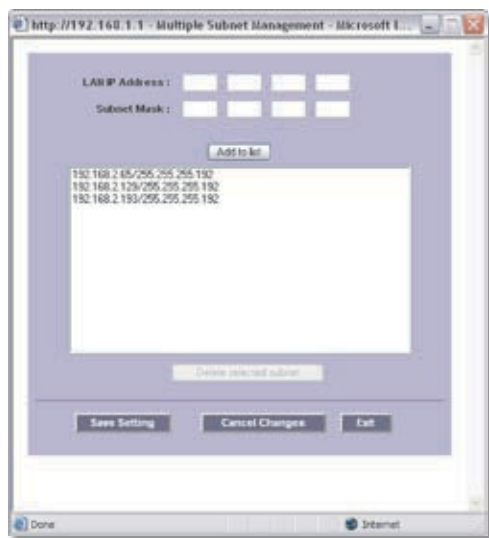 http://192.168.1.1 - Multiple Subnet Management - Microsoft I...
LAN IP Address :
Subnet Mask :
Add to list
192.168.2.65/255.255.255.192
192.168.2.129/255.255.255.192
192.168.2.193/255.255.255.192
Delete selected subnet
Save Setting
Cancel Changes
Exit
Done
Internet